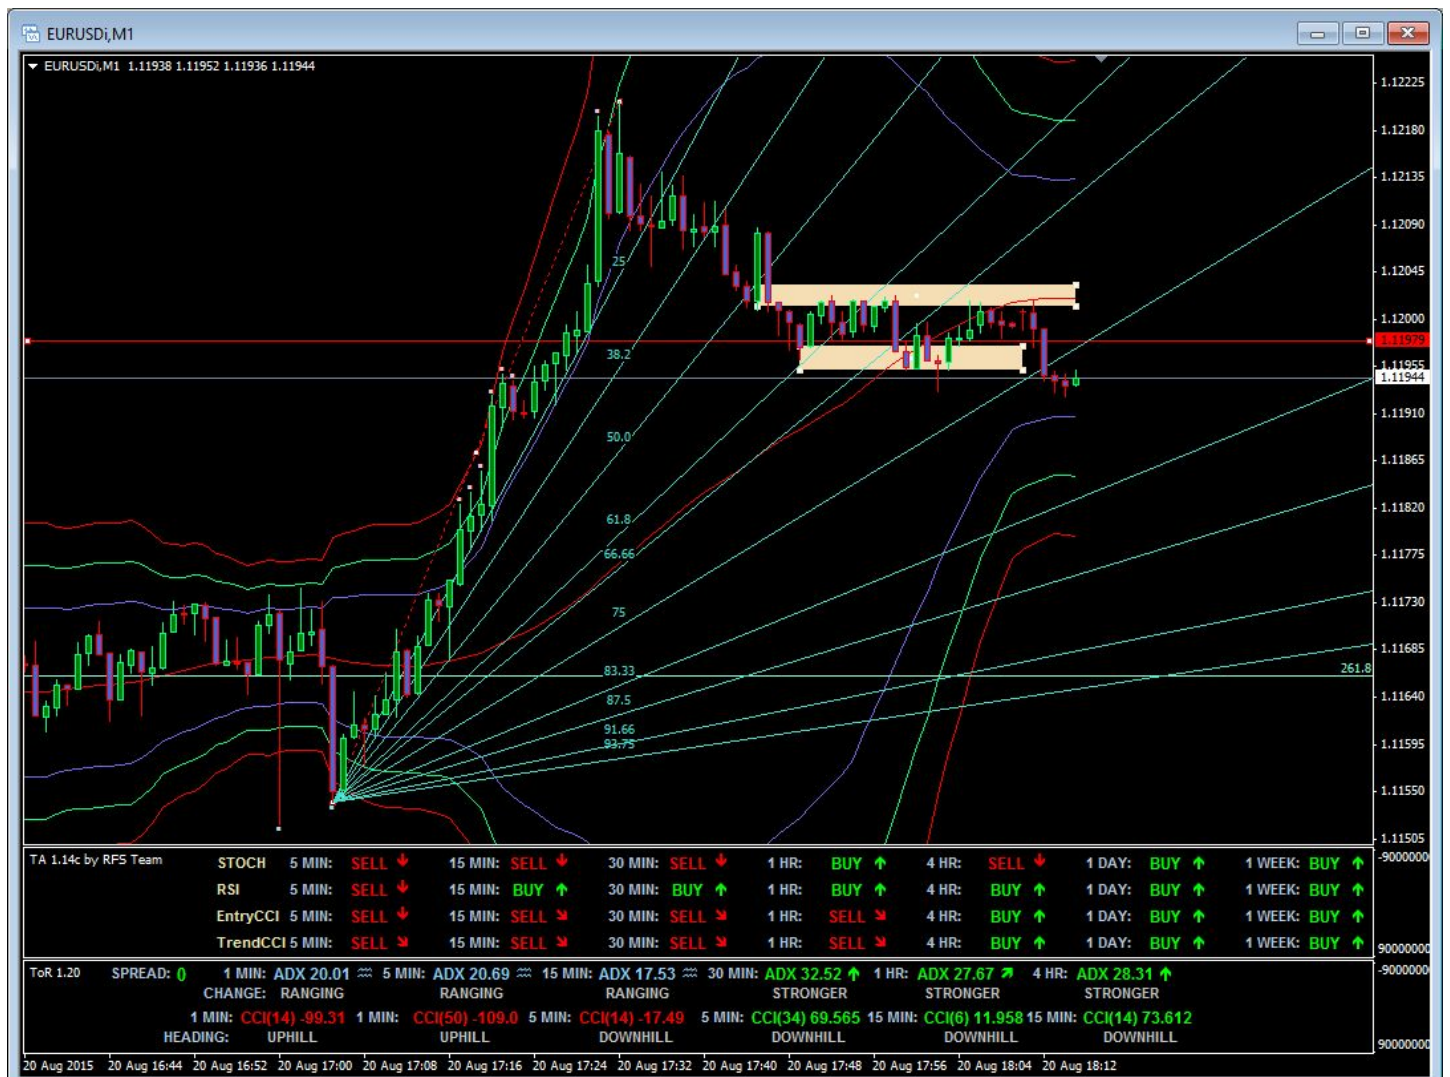 EURUSDi,M1
EURUSDi,M1 1.11938 1.11952 1.11936 1.11944
1.12225
1.12180
1.12135
1.12090
1.12045
1.12000
1.11979
1.11955
1.11944
1.11910
1.11865
1.11820
1.11775
1.11730
1.11685
1.11640
1.11595
1.11550
1.11505
25
38.2
50.0
61.8
66.66
75
83.33
87.5
91.66
93.75
261.8
TA 1.14c by RFS Team STOCH 5 MIN: SELL 15 MIN: SELL 30 MIN: SELL 1 HR: BUY 4 HR: SELL 1 DAY: BUY 1 WEEK: BUY -9000000
RSI 5 MIN: SELL 15 MIN: BUY 30 MIN: BUY 1 HR: BUY 4 HR: BUY 1 DAY: BUY 1 WEEK: BUY
EntryCCI 5 MIN: SELL 15 MIN: SELL 30 MIN: SELL 1 HR: SELL 4 HR: BUY 1 DAY: BUY 1 WEEK: BUY
TrendCCI 5 MIN: SELL 15 MIN: SELL 30 MIN: SELL 1 HR: SELL 4 HR: BUY 1 DAY: BUY 1 WEEK: BUY 90000000
ToR 1.20 SPREAD: 0 1 MIN: ADX 20.01 5 MIN: ADX 20.69 15 MIN: ADX 17.53 30 MIN: ADX 32.52 1 HR: ADX 27.67 4 HR: ADX 28.31 -9000000
CHANGE: RANGING RANGING RANGING STRONGER STRONGER STRONGER
1 MIN: CCI(14) -99.31 1 MIN: CCI(50) -109.0 5 MIN: CCI(14) -17.49 5 MIN: CCI(34) 69.565 15 MIN: CCI(6) 11.958 15 MIN: CCI(14) 73.612
HEADING: UPHILL UPHILL DOWNHILL DOWNHILL DOWNHILL DOWNHILL 90000000
20 Aug 2015 20 Aug 16:44 20 Aug 16:52 20 Aug 17:00 20 Aug 17:08 20 Aug 17:16 20 Aug 17:24 20 Aug 17:32 20 Aug 17:40 20 Aug 17:48 20 Aug 17:56 20 Aug 18:04 20 Aug 18:12